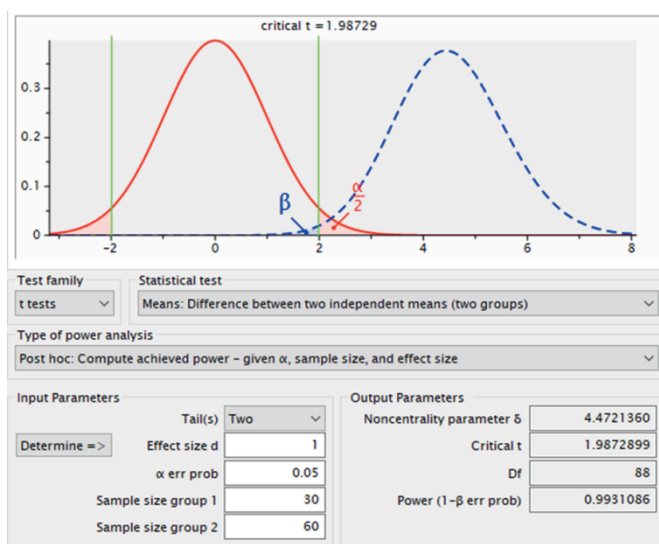 critical t = 1.98729
0.3
0.2
0.1
0
β
α
2
-2 0 2 4 6 8
Test family
Statistical test
t tests
Means: Difference between two independent means (two groups)
Type of power analysis
Post hoc: Compute achieved power – given α, sample size, and effect size
Input Parameters
Output Parameters
Tail(s) Two
Noncentrality parameter δ 4.4721360
Determine => Effect size d 1
Critical t 1.9872899
α err prob 0.05
Df 88
Sample size group 1 30
Power (1-β err prob) 0.9931086
Sample size group 2 60